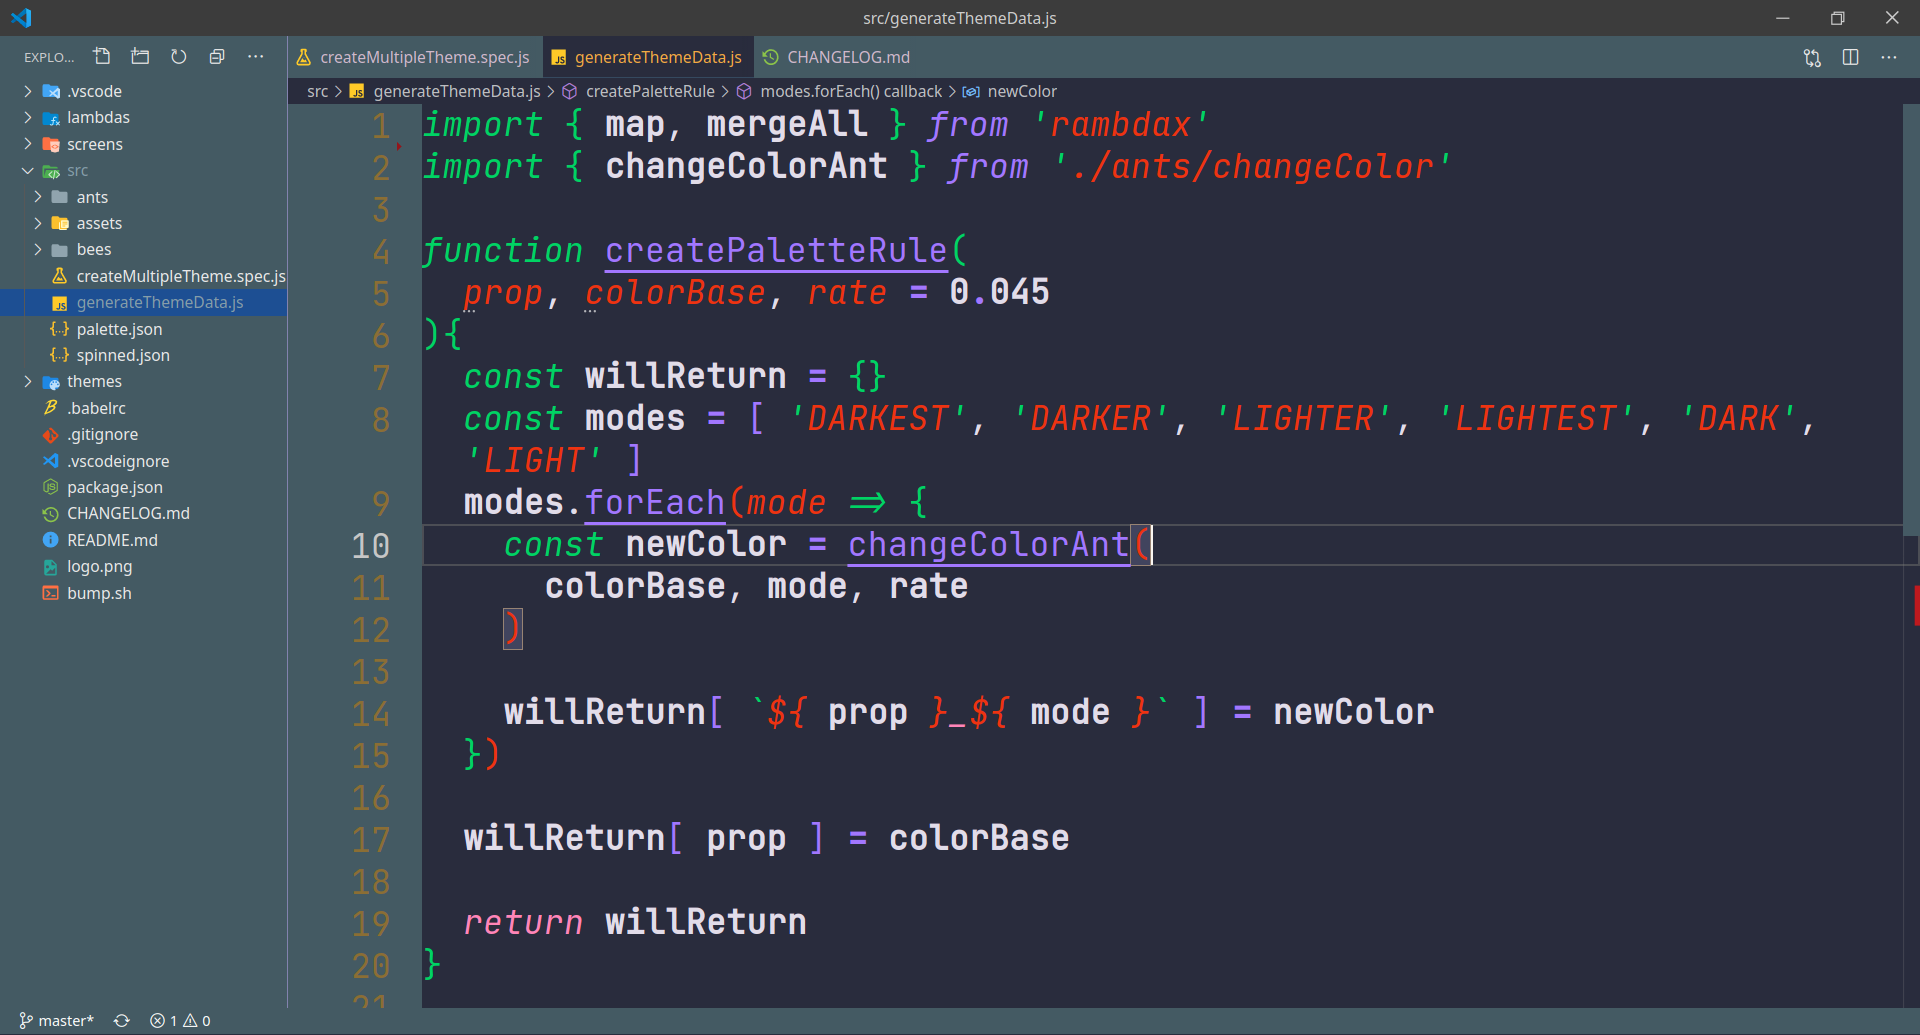 src/generateThemeData.js
EXPLO...
createMultipleTheme.spec.js
generateThemeData.js
CHANGELOG.md
src > generateThemeData.js > createPaletteRule > modes.forEach() callback > newColor
.vscode
lambdas
screens
src
ants
assets
bees
createMultipleTheme.spec.js
generateThemeData.js
palette.json
spinned.json
themes
.babelrc
.gitignore
.vscodeignore
package.json
CHANGELOG.md
README.md
logo.png
bump.sh
1 import { map, mergeAll } from 'rambdax'
2 import { changeColorAnt } from './ants/changeColor'
3
4 function createPaletteRule(
5   prop, colorBase, rate = 0.045
6 ){
7   const willReturn = {}
8   const modes = [ 'DARKEST', 'DARKER', 'LIGHTER', 'LIGHTEST', 'DARK',
  'LIGHT' ]
9   modes.forEach(mode => {
10     const newColor = changeColorAnt(
11       colorBase, mode, rate
12     )
13
14     willReturn[ `${ prop }_${ mode }` ] = newColor
15   })
16
17   willReturn[ prop ] = colorBase
18
19   return willReturn
20 }
21
master* 1 0